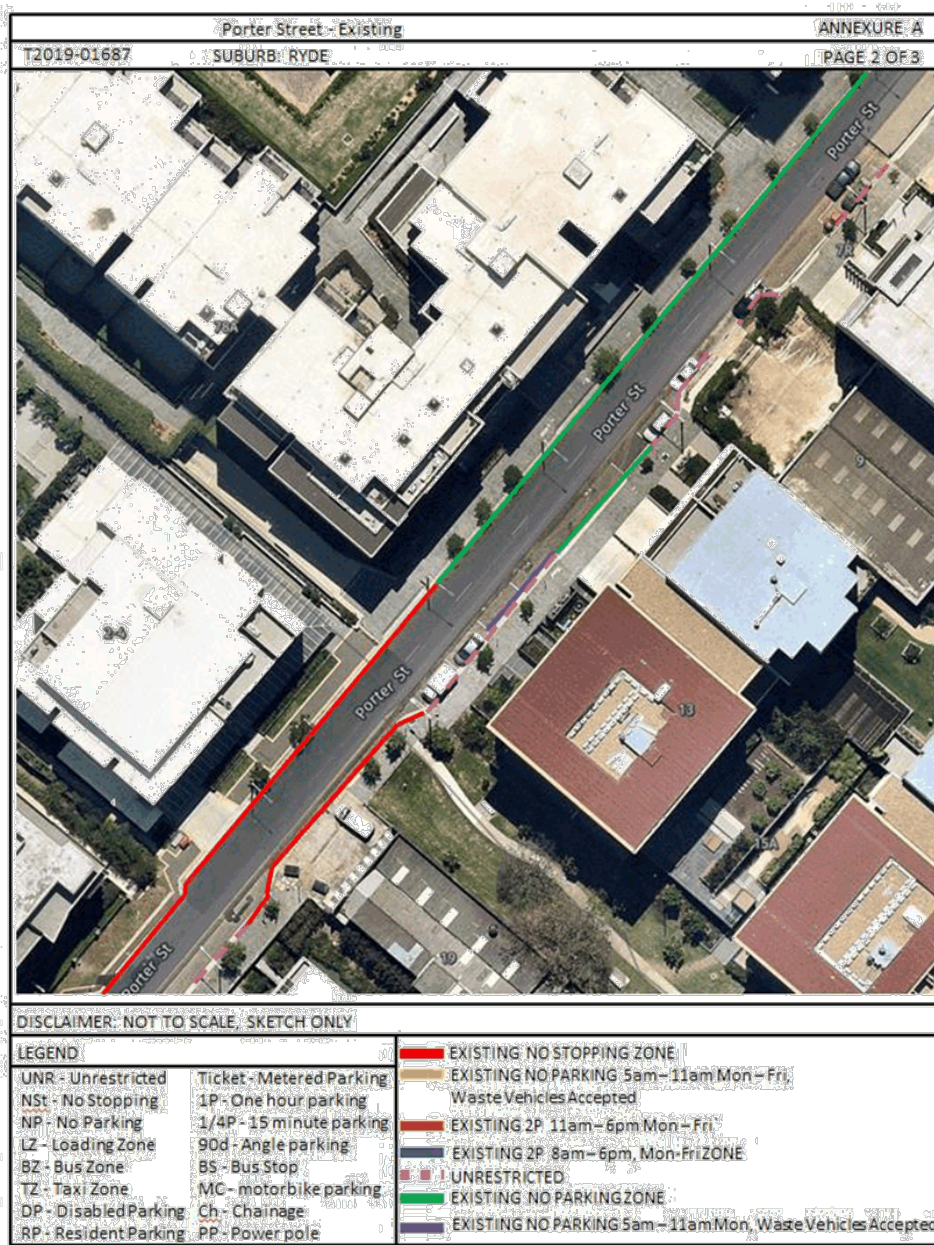 Porter Street - Existing
ANNEXURE A
T2019-01687
SUBURB: RYDE
PAGE 2 OF 3
Porter St
7A
Porter St
9
Porter St
13
15A
19
Porter St
DISCLAIMER: NOT TO SCALE, SKETCH ONLY
LEGEND
UNR - Unrestricted
NSt - No Stopping
NP - No Parking
LZ - Loading Zone
BZ - Bus Zone
TZ - Taxi Zone
DP - Disabled Parking
RP - Resident Parking
Ticket - Metered Parking
1P - One hour parking
1/4P - 15 minute parking
90d - Angle parking
BS - Bus Stop
MC - motorbike parking
Ch - Chainage
PP - Power pole
EXISTING NO STOPPING ZONE
EXISTING NO PARKING 5am – 11am Mon – Fri,
Waste Vehicles Accepted
EXISTING 2P 11am – 6pm Mon – Fri
EXISTING 2P 8am – 6pm, Mon-Fri ZONE
UNRESTRICTED
EXISTING NO PARKING ZONE
EXISTING NO PARKING 5am – 11am Mon, Waste Vehicles Accepted